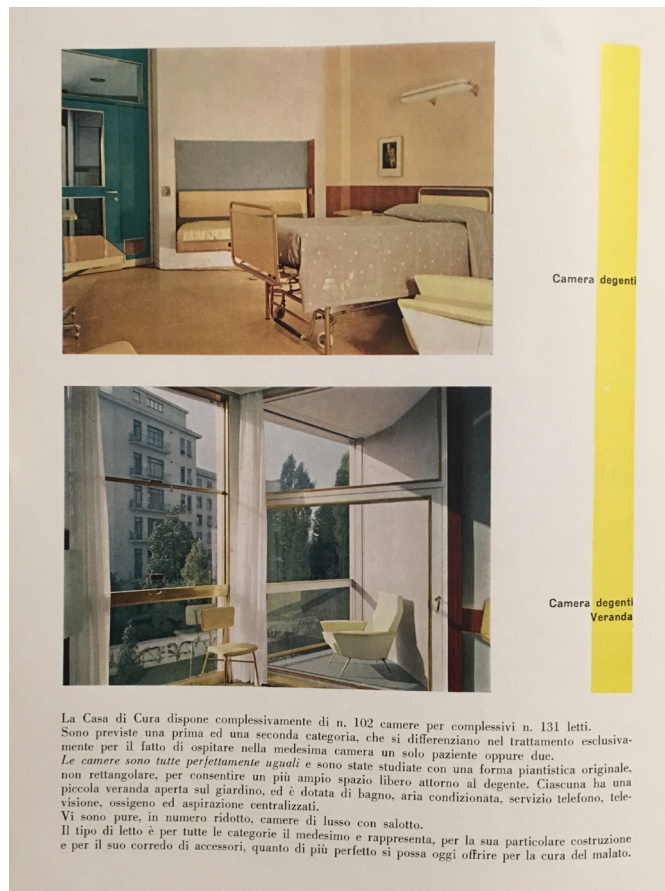 Camera degenti
Camera degenti
Veranda
La Casa di Cura dispone complessivamente di n. 102 camere per complessivi n. 131 letti.
Sono previste una prima ed una seconda categoria, che si differenziano nel trattamento esclusiva-
mente per il fatto di ospitare nella medesima camera un solo paziente oppure due.
Le camere sono tutte perfettamente uguali e sono state studiate con una forma piantistica originale,
non rettangolare, per consentire un più ampio spazio libero attorno al degente. Ciascuna ha una
piccola veranda aperta sul giardino, ed è dotata di bagno, aria condizionata, servizio telefono, tele-
visione, ossigeno ed aspirazione centralizzati.
Vi sono pure, in numero ridotto, camere di lusso con salotto.
Il tipo di letto è per tutte le categorie il medesimo e rappresenta, per la sua particolare costruzione
e per il suo corredo di accessori, quanto di più perfetto si possa oggi offrire per la cura del malato.